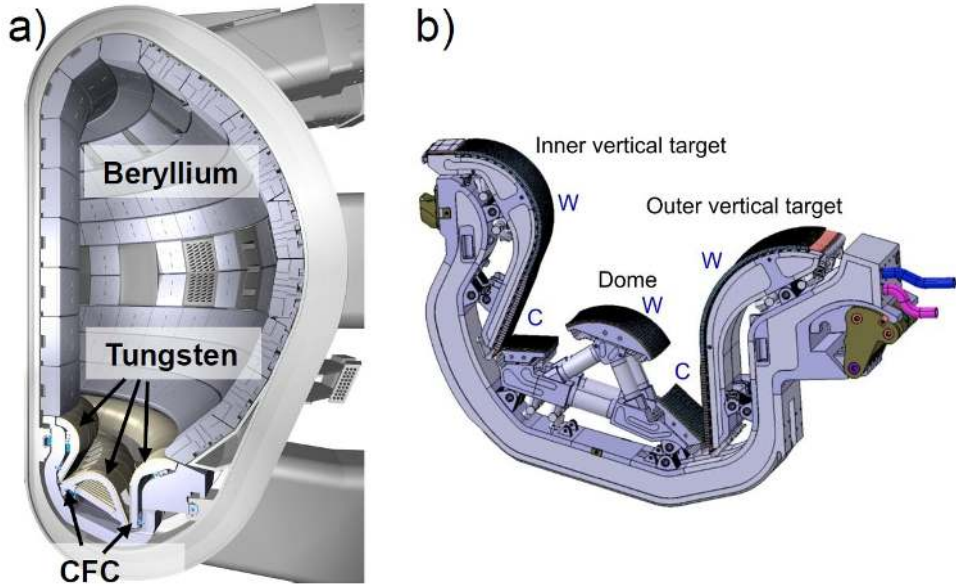 a)
Beryllium
Tungsten
CFC
b)
Inner vertical target
W
Outer vertical target
W
Dome
W
C
C